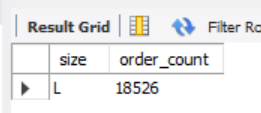 Result Grid Filter Ro
size order_count
L 18526